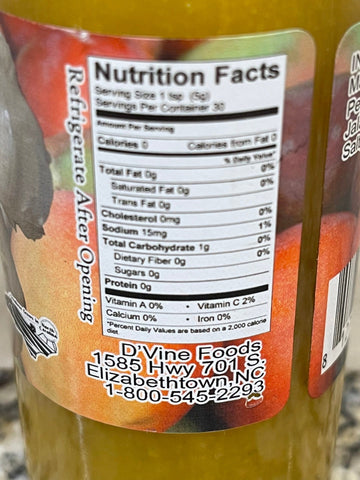 Refrigerate After Opening
Nutrition Facts
Serving Size 1 tsp (5g)
Servings Per Container 30
Amount Per Serving
Calories 0 Calories from Fat 0
% Daily Value*
Total Fat 0g 0%
Saturated Fat 0g 0%
Trans Fat 0g
Cholesterol 0mg 0%
Sodium 15mg 1%
Total Carbohydrate 1g 0%
Dietary Fiber 0g 0%
Sugars 0g
Protein 0g
Vitamin A 0% • Vitamin C 2%
Calcium 0% • Iron 0%
*Percent Daily Values are based on a 2,000 calorie
diet.
D'Vine Foods
1585 Hwy 701 S.
Elizabethtown, NC
1-800-545-2293
8